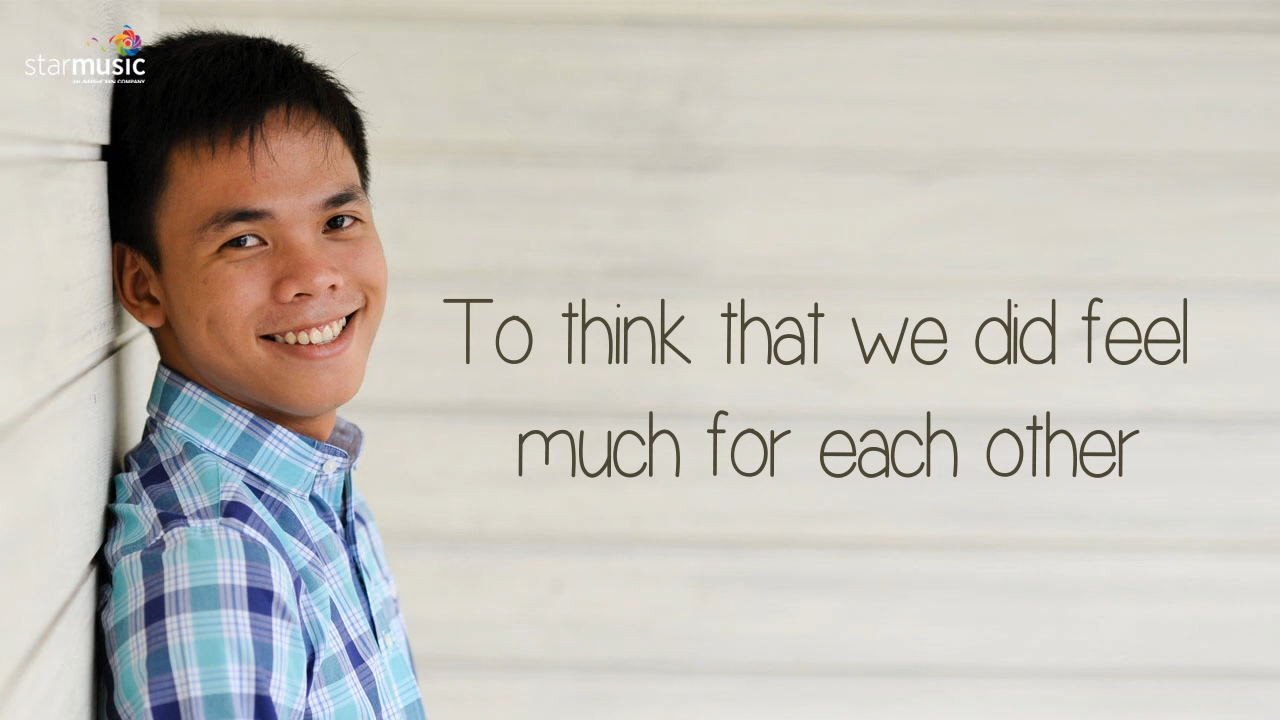 starmusic
To think that we did feel
much for each other